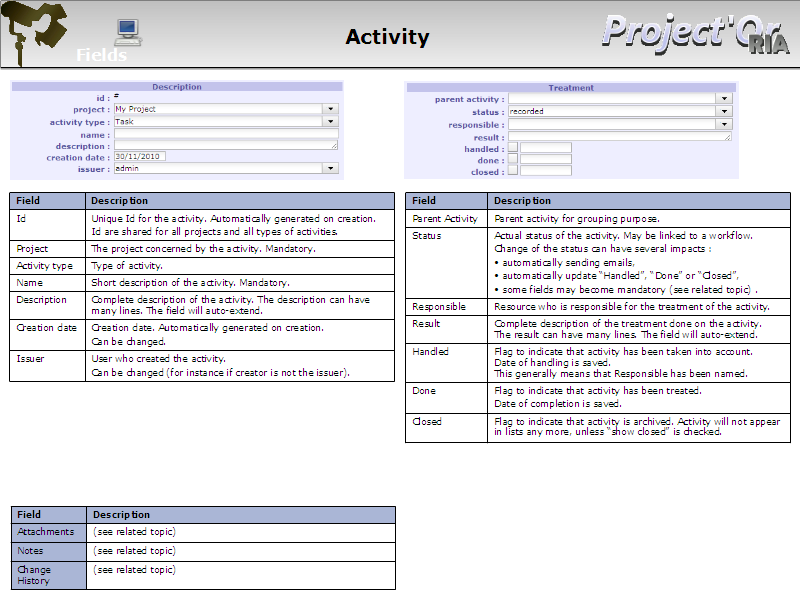 Fields
Activity
Project'Or
RIA
Description
id : #
project : My Project
activity type : Task
name :
description :
creation date : 30/11/2010
issuer : admin
Treatment
parent activity :
status : recorded
responsible :
result :
handled :
done :
closed :
Field Description
Id Unique Id for the activity. Automatically generated on creation.
Id are shared for all projects and all types of activities.
Project The project concerned by the activity. Mandatory.
Activity type Type of activity.
Name Short description of the activity. Mandatory.
Description Complete description of the activity. The description can have
many lines. The field will auto-extend.
Creation date Creation date. Automatically generated on creation.
Can be changed.
Issuer User who created the activity.
Can be changed (for instance if creator is not the issuer).
Field Description
Parent Activity Parent activity for grouping purpose.
Status Actual status of the activity. May be linked to a workflow.
Change of the status can have several impacts :
• automatically sending emails,
• automatically update “Handled”, “Done” or “Closed”,
• some fields may become mandatory (see related topic) .
Responsible Resource who is responsible for the treatment of the activity.
Result Complete description of the treatment done on the activity.
The result can have many lines. The field will auto-extend.
Handled Flag to indicate that activity has been taken into account.
Date of handling is saved.
This generally means that Responsible has been named.
Done Flag to indicate that activity has been treated.
Date of completion is saved.
Closed Flag to indicate that activity is archived. Activity will not appear
in lists any more, unless “show closed” is checked.
Field Description
Attachments (see related topic)
Notes (see related topic)
Change (see related topic)
History